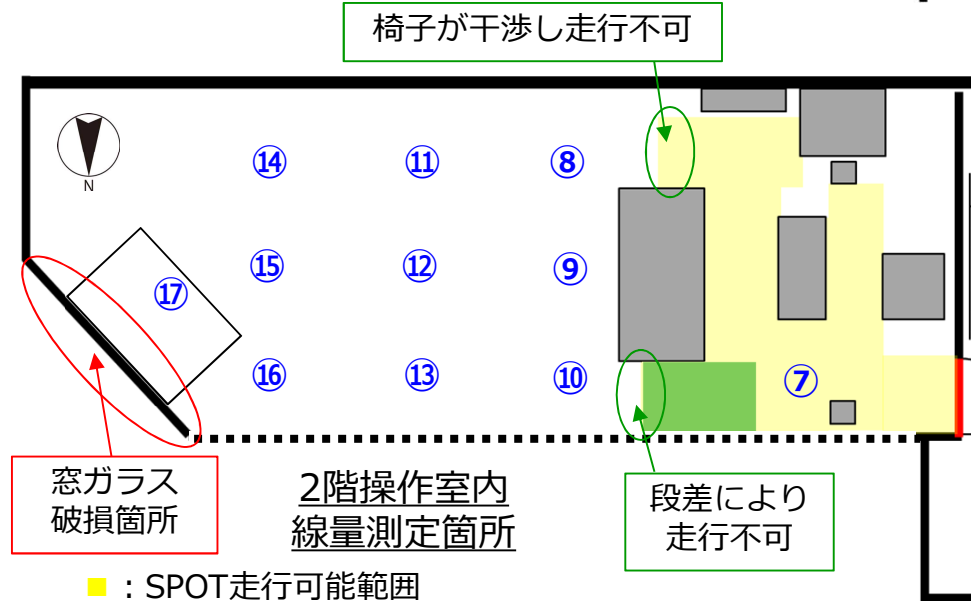 椅子が干渉し走行不可
N
⑭ ⑪ ⑧
⑮ ⑫ ⑨
⑰
⑯ ⑬ ⑩ ⑦
窓ガラス
破損箇所
2階操作室内
線量測定箇所
段差により
走行不可
：SPOT走行可能範囲